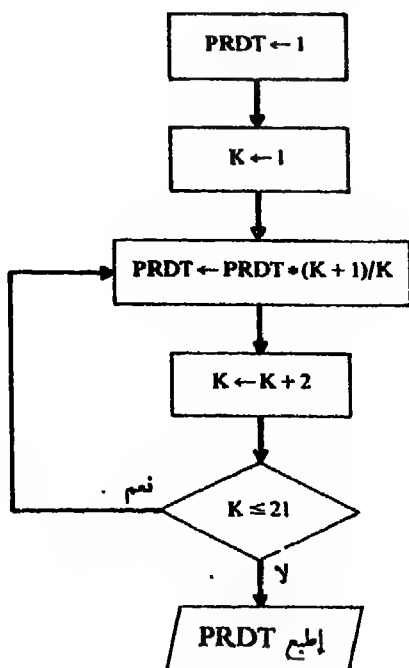 PRDT ← 1
K ← 1
PRDT ← PRDT * (K + 1)/K
K ← K + 2
نعم
K ≤ 21
لا
إطبع PRDT